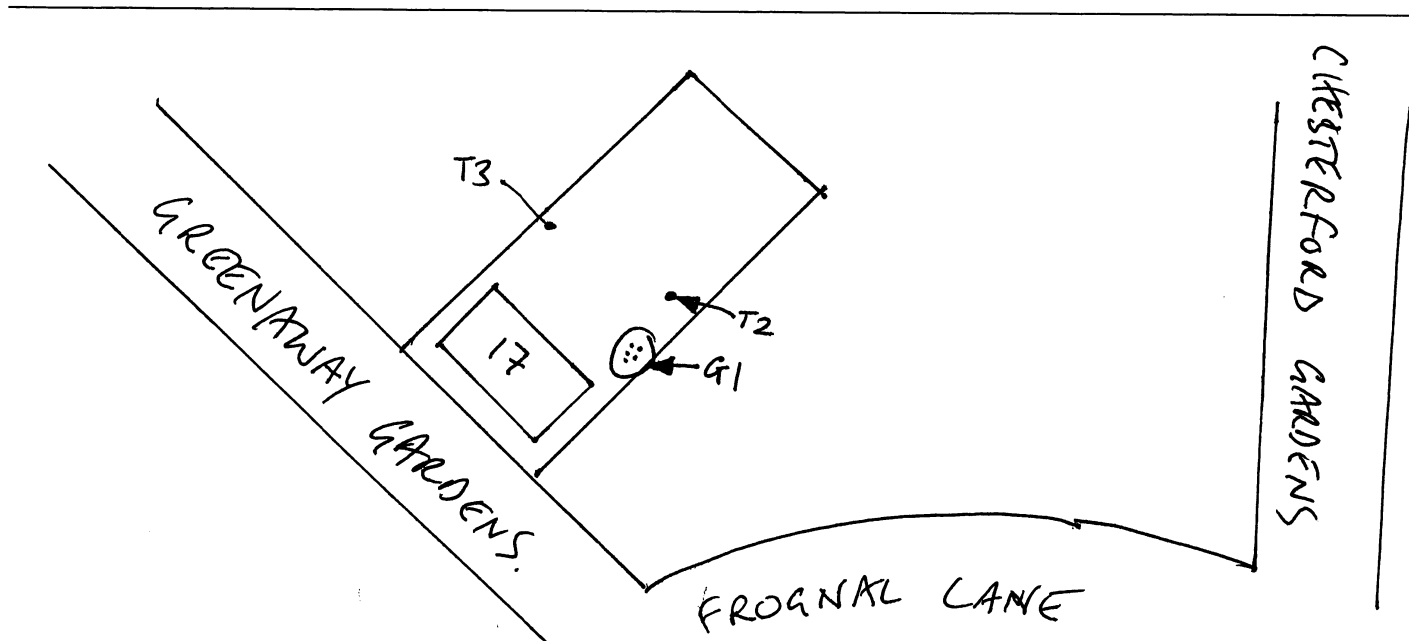 CHESTERFORD GARDENS
T3
GREENAWAY GARDENS.
17
T2
G1
FROGNAL LANE